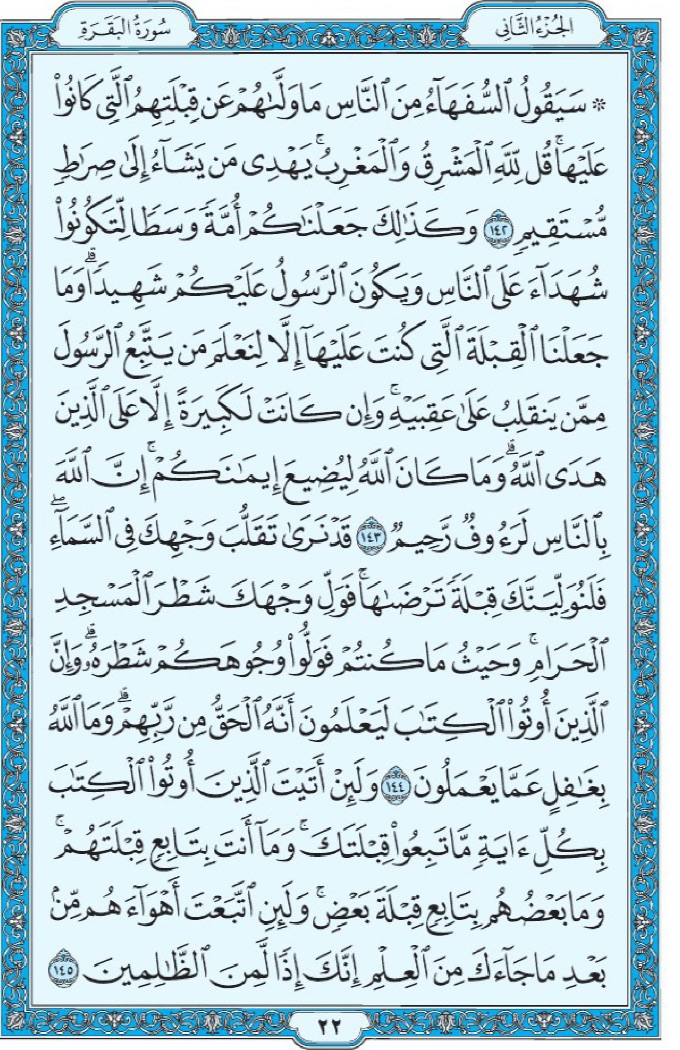 الجُزْءُ الثَّانِي
سُورَةُ البَقَرَةِ
۞ سَيَقُولُ ٱلسُّفَهَآءُ مِنَ ٱلنَّاسِ مَا وَلَّىٰهُمْ عَن قِبْلَتِهِمُ ٱلَّتِى كَانُوا۟
عَلَيْهَا ۚ قُل لِّلَّهِ ٱلْمَشْرِقُ وَٱلْمَغْرِبُ ۚ يَهْدِى مَن يَشَآءُ إِلَىٰ صِرَٰطٍ
مُّسْتَقِيمٍ ١٤٢ وَكَذَٰلِكَ جَعَلْنَٰكُمْ أُمَّةً وَسَطًا لِّتَكُونُوا۟
شُهَدَآءَ عَلَى ٱلنَّاسِ وَيَكُونَ ٱلرَّسُولُ عَلَيْكُمْ شَهِيدًا ۗ وَمَا
جَعَلْنَا ٱلْقِبْلَةَ ٱلَّتِى كُنتَ عَلَيْهَآ إِلَّا لِنَعْلَمَ مَن يَتَّبِعُ ٱلرَّسُولَ
مِمَّن يَنقَلِبُ عَلَىٰ عَقِبَيْهِ ۚ وَإِن كَانَتْ لَكَبِيرَةً إِلَّا عَلَى ٱلَّذِينَ
هَدَى ٱللَّهُ ۗ وَمَا كَانَ ٱللَّهُ لِيُضِيعَ إِيمَٰنَكُمْ ۚ إِنَّ ٱللَّهَ
بِٱلنَّاسِ لَرَءُوفٌ رَّحِيمٌ ١٤٣ قَدْ نَرَىٰ تَقَلُّبَ وَجْهِكَ فِى ٱلسَّمَآءِ ۖ
فَلَنُوَلِّيَنَّكَ قِبْلَةً تَرْضَىٰهَا ۚ فَوَلِّ وَجْهَكَ شَطْرَ ٱلْمَسْجِدِ
ٱلْحَرَامِ ۚ وَحَيْثُ مَا كُنتُمْ فَوَلُّوا۟ وُجُوهَكُمْ شَطْرَهُۥ ۗ وَإِنَّ
ٱلَّذِينَ أُوتُوا۟ ٱلْكِتَٰبَ لَيَعْلَمُونَ أَنَّهُ ٱلْحَقُّ مِن رَّبِّهِمْ ۗ وَمَا ٱللَّهُ
بِغَٰفِلٍ عَمَّا يَعْمَلُونَ ١٤٤ وَلَئِنْ أَتَيْتَ ٱلَّذِينَ أُوتُوا۟ ٱلْكِتَٰبَ
بِكُلِّ ءَايَةٍ مَّا تَبِعُوا۟ قِبْلَتَكَ ۚ وَمَآ أَنتَ بِتَابِعٍ قِبْلَتَهُمْ ۚ
وَمَا بَعْضُهُم بِتَابِعٍ قِبْلَةَ بَعْضٍ ۚ وَلَئِنِ ٱتَّبَعْتَ أَهْوَآءَهُم مِّنۢ
بَعْدِ مَا جَآءَكَ مِنَ ٱلْعِلْمِ إِنَّكَ إِذًا لَّمِنَ ٱلظَّٰلِمِينَ ١٤٥
٢٢